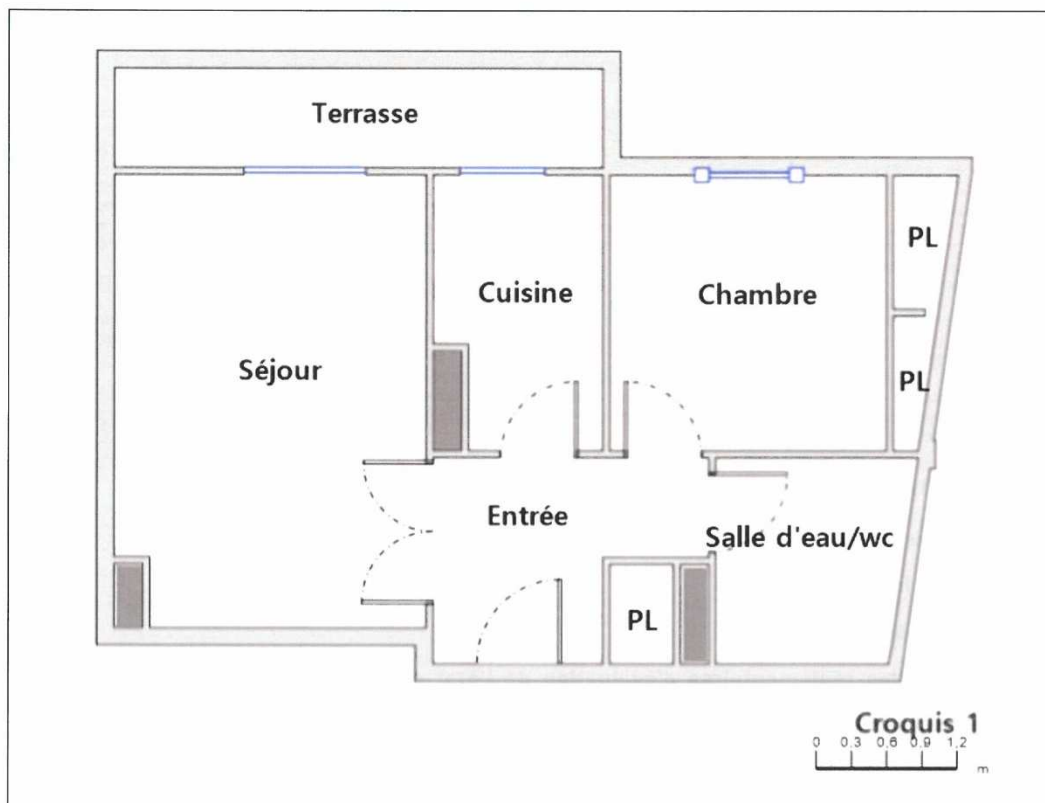 Terrasse
PL
Cuisine
Chambre
Séjour
PL
Entrée
Salle d'eau/wc
PL
Croquis 1
0 0,3 0,6 0,9 1,2
m